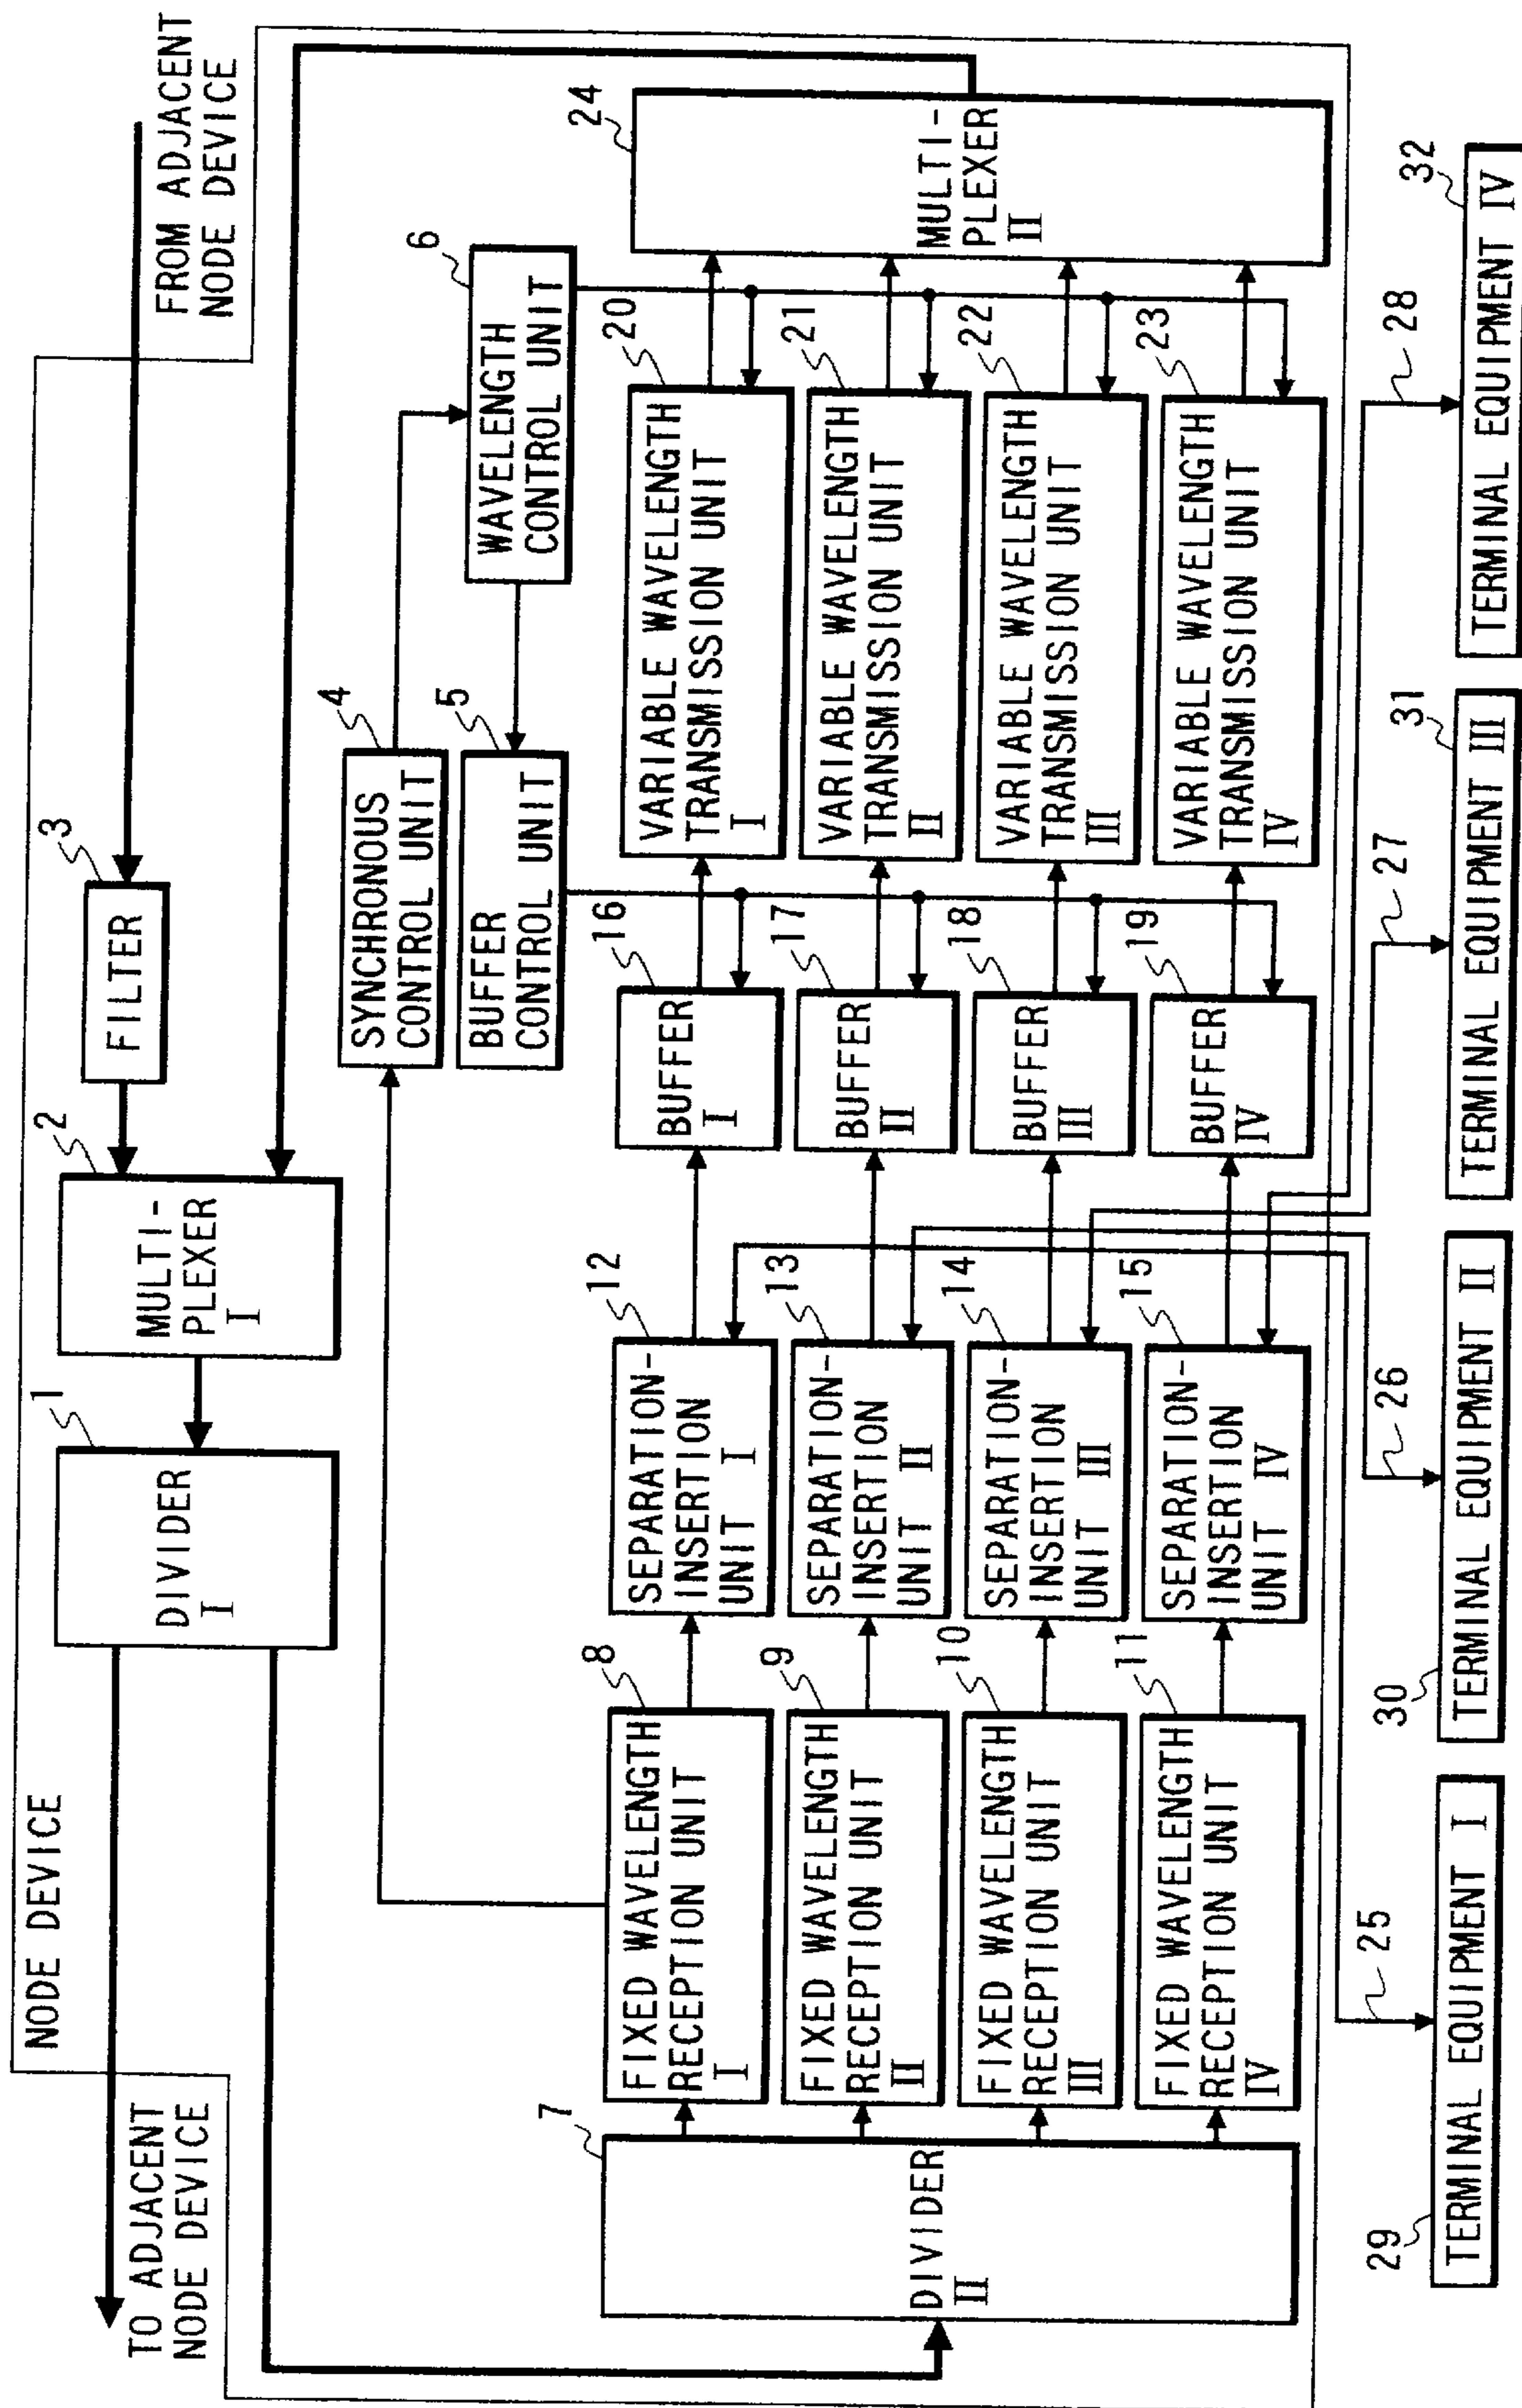 NODE DEVICE
TO ADJACENT
NODE DEVICE
FROM ADJACENT
NODE DEVICE
1
DIVIDER
I
2
MULTI-
PLEXER
I
3
FILTER
4
SYNCHRONOUS
CONTROL UNIT
5
BUFFER
CONTROL UNIT
6
WAVELENGTH
CONTROL UNIT
7
DIVIDER
II
8
FIXED WAVELENGTH
RECEPTION UNIT
I
9
FIXED WAVELENGTH
RECEPTION UNIT
II
10
FIXED WAVELENGTH
RECEPTION UNIT
III
11
FIXED WAVELENGTH
RECEPTION UNIT
IV
12
SEPARATION-
INSERTION
UNIT I
13
SEPARATION-
INSERTION
UNIT II
14
SEPARATION-
INSERTION
UNIT III
15
SEPARATION-
INSERTION
UNIT IV
16
BUFFER
I
17
BUFFER
II
18
BUFFER
III
19
BUFFER
IV
20
VARIABLE WAVELENGTH
TRANSMISSION UNIT
I
21
VARIABLE WAVELENGTH
TRANSMISSION UNIT
II
22
VARIABLE WAVELENGTH
TRANSMISSION UNIT
III
23
VARIABLE WAVELENGTH
TRANSMISSION UNIT
IV
24
MULTI-
PLEXER
II
25
26
27
28
29
TERMINAL EQUIPMENT I
30
TERMINAL EQUIPMENT II
31
TERMINAL EQUIPMENT III
32
TERMINAL EQUIPMENT IV